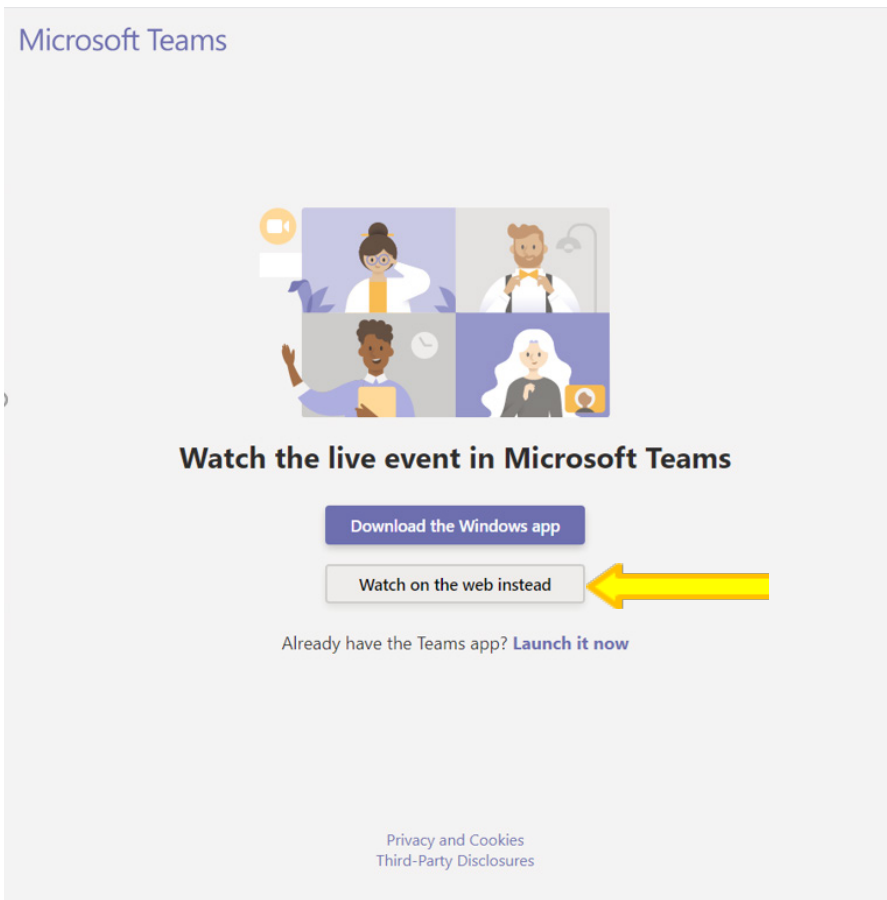 Microsoft Teams
Watch the live event in Microsoft Teams
Download the Windows app
Watch on the web instead
Already have the Teams app? Launch it now
Privacy and Cookies
Third-Party Disclosures